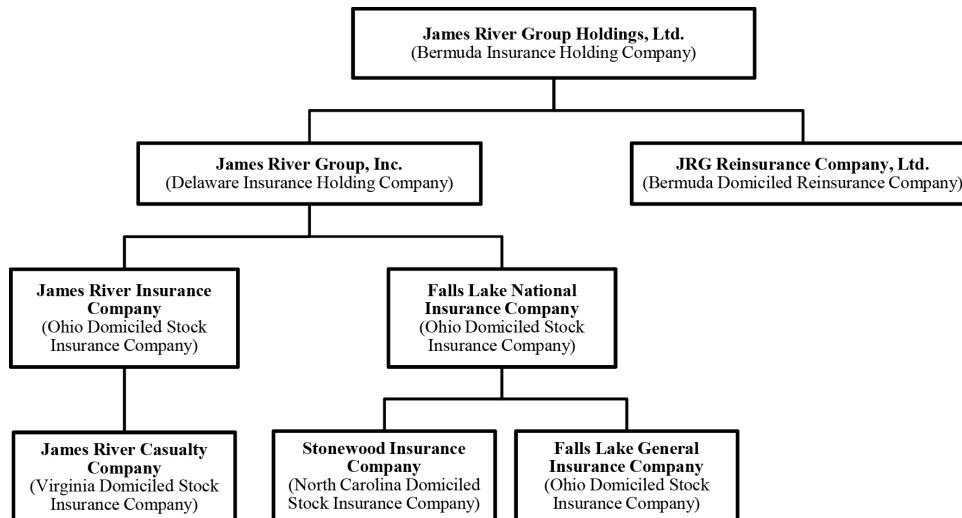 James River Group Holdings, Ltd.
(Bermuda Insurance Holding Company)
James River Group, Inc.
(Delaware Insurance Holding Company)
JRG Reinsurance Company, Ltd.
(Bermuda Domiciled Reinsurance Company)
James River Insurance
Company
(Ohio Domiciled Stock
Insurance Company)
Falls Lake National
Insurance Company
(Ohio Domiciled Stock
Insurance Company)
James River Casualty
Company
(Virginia Domiciled Stock
Insurance Company)
Stonewood Insurance
Company
(North Carolina Domiciled
Stock Insurance Company)
Falls Lake General
Insurance Company
(Ohio Domiciled Stock
Insurance Company)